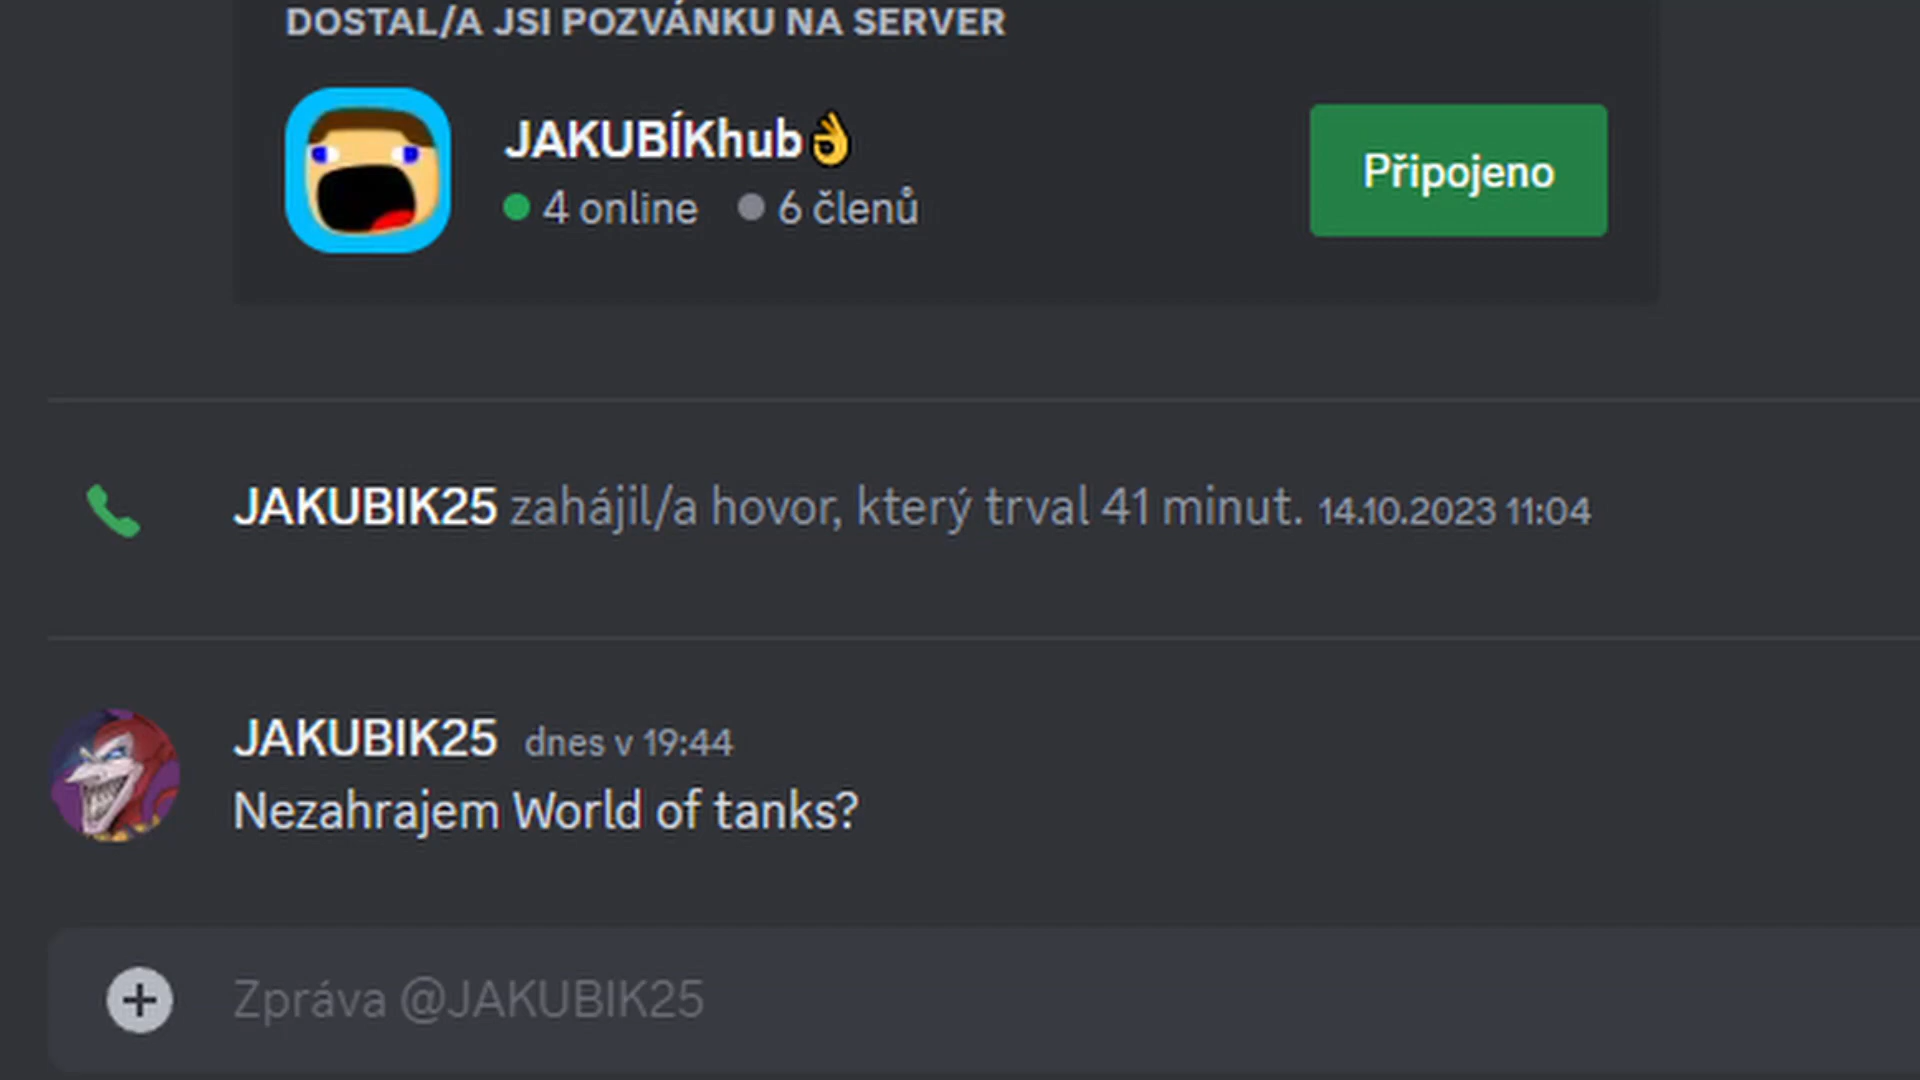 DOSTAL/A JSI POZVÁNKU NA SERVER
JAKUBÍKhub👌
4 online 6 členů
Připojeno
JAKUBIK25 zahájil/a hovor, který trval 41 minut. 14.10.2023 11:04
JAKUBIK25 dnes v 19:44
Nezahrajem World of tanks?
Zpráva @JAKUBIK25